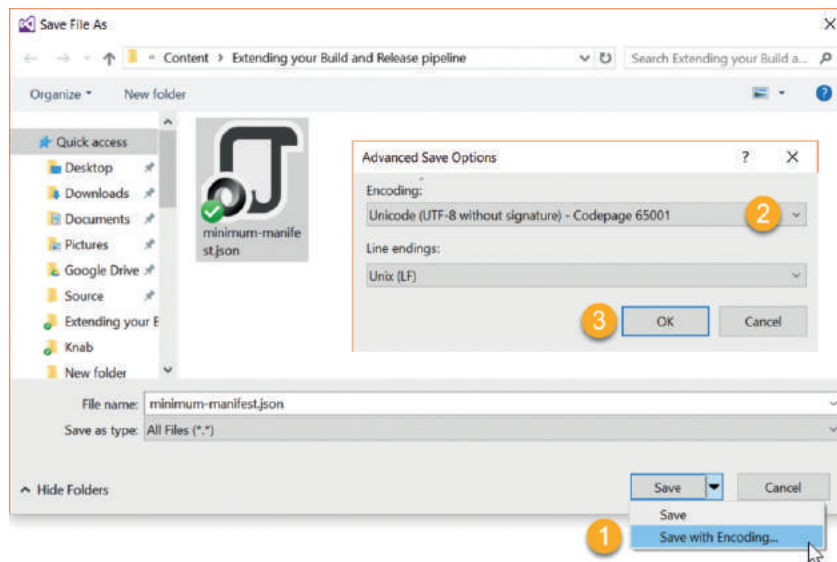 Save File As
Content > Extending your Build and Release pipeline
Search Extending your Build a...
Organize
New folder
Quick access
Desktop
Downloads
Documents
Pictures
Google Drive
Source
Extending your E
Knab
New folder
minimum-manife
st.json
Advanced Save Options
?
Encoding:
Unicode (UTF-8 without signature) - Codepage 65001
2
Line endings:
Unix (LF)
3
OK
Cancel
File name:
minimum-manifest.json
Save as type:
All Files (*.*)
Hide Folders
Save
Cancel
Save
1
Save with Encoding...